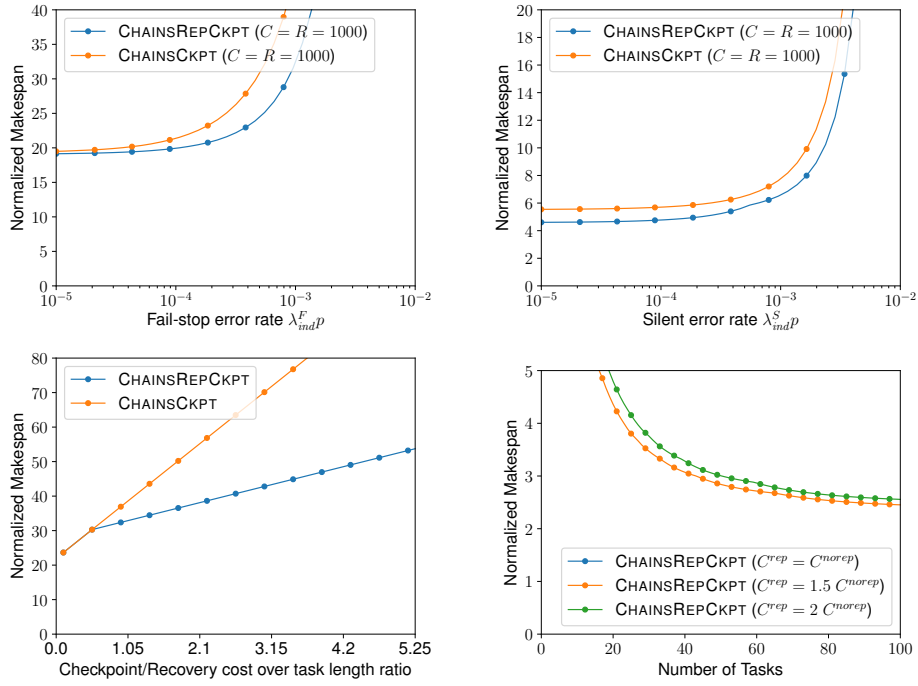 40
35
30
25
20
15
10
5
0
Normalized Makespan
CHAINSREPCKPT (C = R = 1000)
CHAINSCKPT (C = R = 1000)
10^-5
10^-4
10^-3
10^-2
Fail-stop error rate λ^F_ind p
20
18
16
14
12
10
8
6
4
2
0
Normalized Makespan
CHAINSREPCKPT (C = R = 1000)
CHAINSCKPT (C = R = 1000)
10^-5
10^-4
10^-3
10^-2
Silent error rate λ^S_ind p
80
70
60
50
40
30
20
10
0
Normalized Makespan
CHAINSREPCKPT
CHAINSCKPT
0.0 1.05 2.1 3.15 4.2 5.25
Checkpoint/Recovery cost over task length ratio
5
4
3
2
1
0
Normalized Makespan
CHAINSREPCKPT (C^rep = C^norep)
CHAINSREPCKPT (C^rep = 1.5 C^norep)
CHAINSREPCKPT (C^rep = 2 C^norep)
0 20 40 60 80 100
Number of Tasks